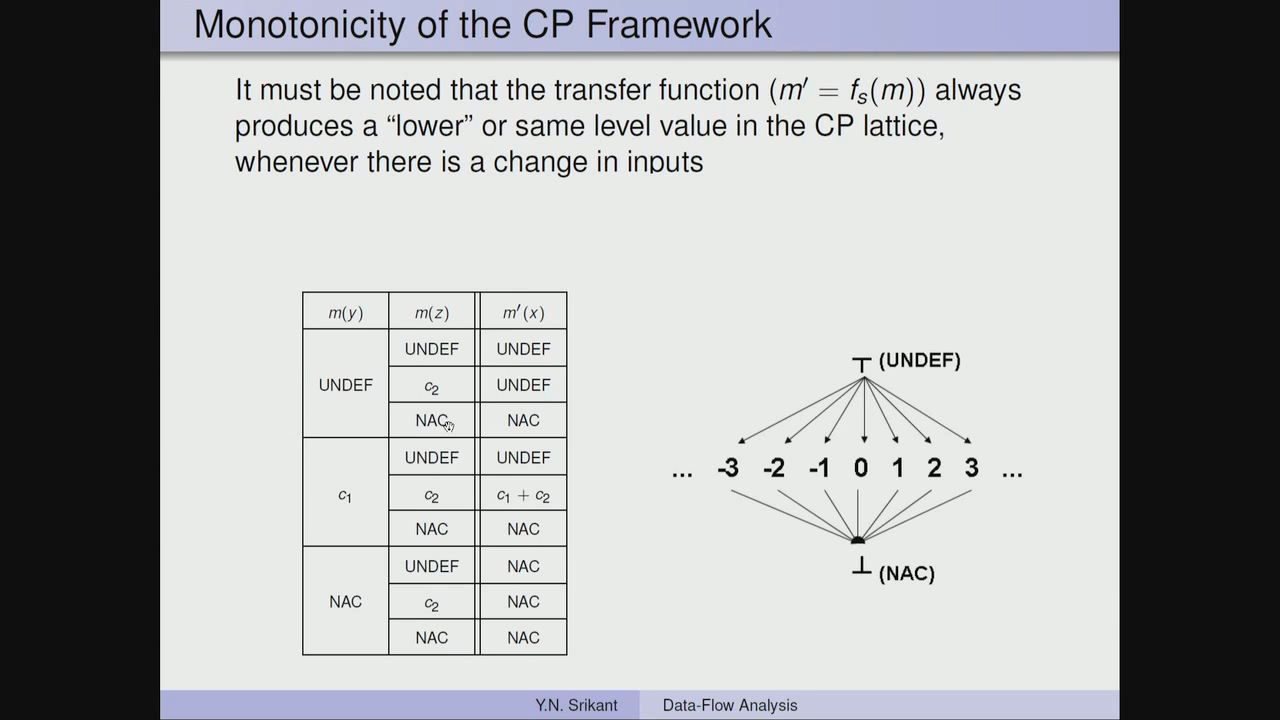 Monotonicity of the CP Framework
It must be noted that the transfer function (m′ = fₛ(m)) always
produces a “lower” or same level value in the CP lattice,
whenever there is a change in inputs
m(y) m(z) m′(x)
UNDEF UNDEF UNDEF
c₂ UNDEF
NAC NAC
c₁ UNDEF UNDEF
c₂ c₁ + c₂
NAC NAC
NAC UNDEF NAC
c₂ NAC
NAC NAC
⊤ (UNDEF)
... -3 -2 -1 0 1 2 3 ...
⊥ (NAC)
Y.N. Srikant Data-Flow Analysis